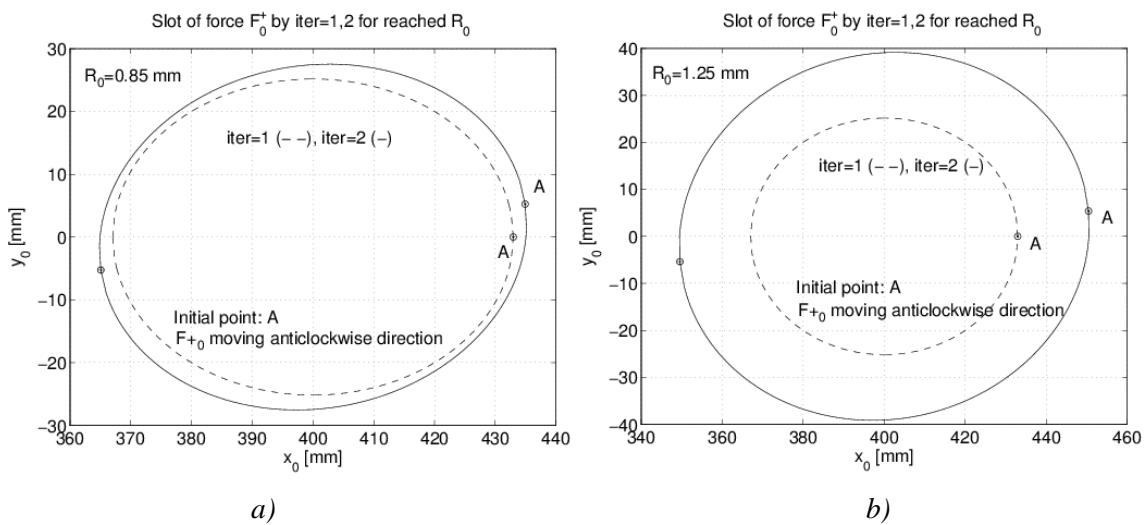 Slot of force F₀⁺ by iter=1,2 for reached R₀
30
20
10
0
−10
−20
−30
y₀ [mm]
R₀=0.85 mm
iter=1 (− −), iter=2 (-)
A
A
Initial point: A
F+₀ moving anticlockwise direction
360 370 380 390 400 410 420 430 440
x₀ [mm]
a)
Slot of force F₀⁺ by iter=1,2 for reached R₀
40
30
20
10
0
−10
−20
−30
−40
y₀ [mm]
R₀=1.25 mm
iter=1 (− −), iter=2 (-)
A
A
Initial point: A
F+₀ moving anticlockwise direction
340 360 380 400 420 440 460
x₀ [mm]
b)